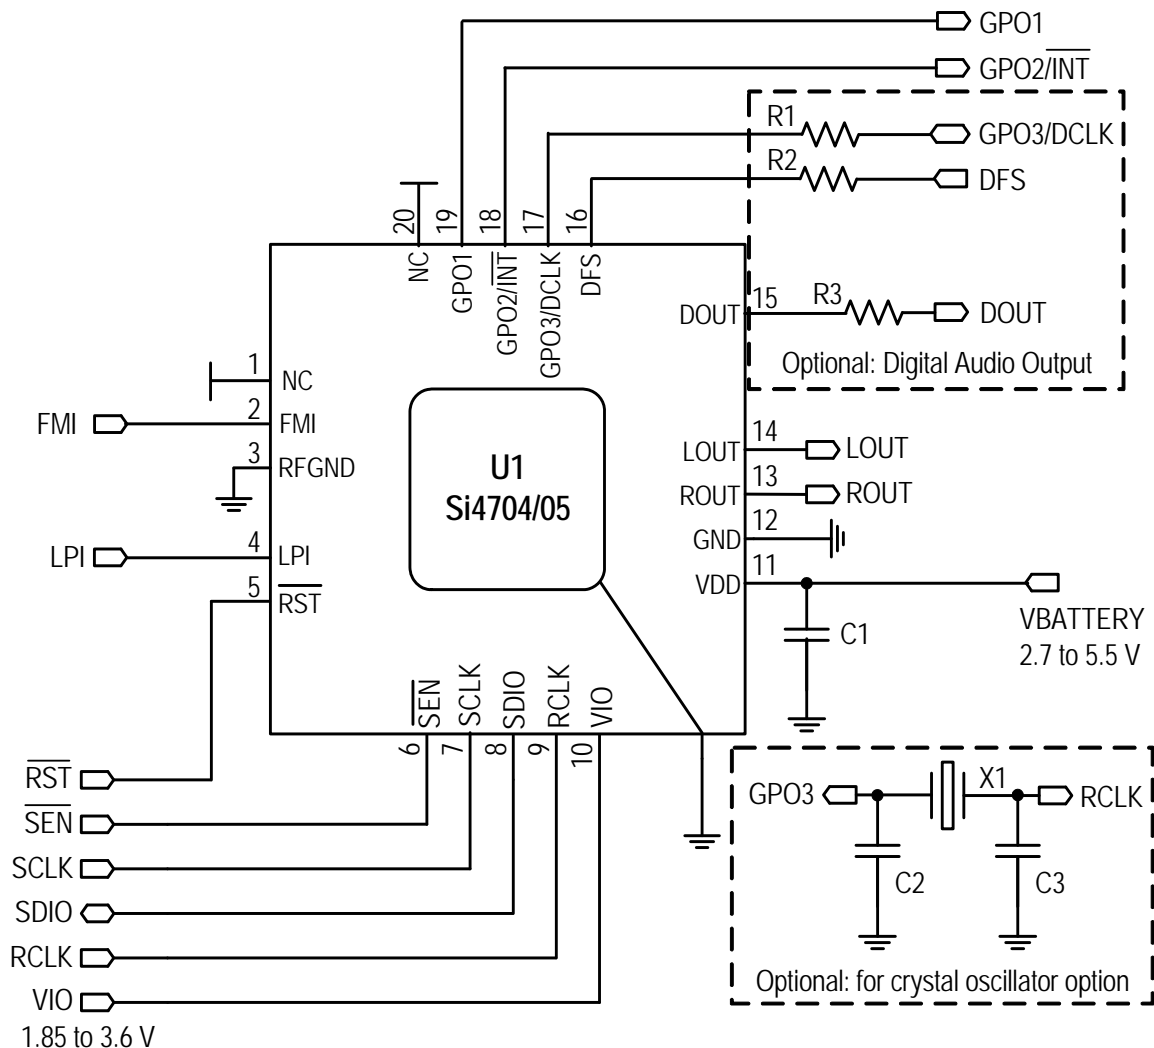 GPO1
GPO2/INT
R1
GPO3/DCLK
R2
DFS
20
19
18
17
16
NC
GPO1
GPO2/INT
GPO3/DCLK
DFS
DOUT
15
R3
DOUT
Optional: Digital Audio Output
1
NC
FMI
2
FMI
3
RFGND
LPI
4
LPI
5
RST
U1
Si4704/05
LOUT
14
LOUT
ROUT
13
ROUT
GND
12
VDD
11
C1
VBATTERY
2.7 to 5.5 V
SEN
SCLK
SDIO
RCLK
VIO
6
7
8
9
10
RST
SEN
SCLK
SDIO
RCLK
VIO
1.85 to 3.6 V
GPO3
X1
RCLK
C2
C3
Optional: for crystal oscillator option